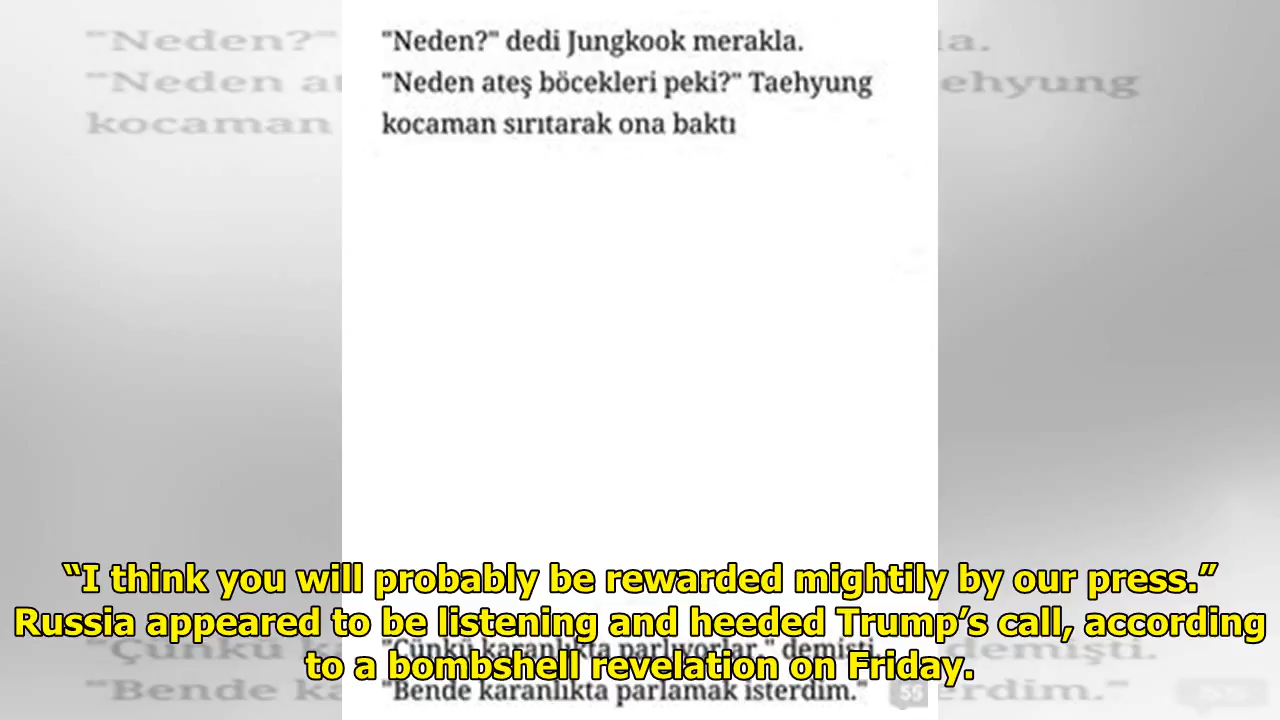 "Neden?" dedi Jungkook merakla.
"Neden ateş böcekleri peki?" Taehyung
kocaman sırıtarak ona baktı
“I think you will probably be rewarded mightily by our press.”
Russia appeared to be listening and heeded Trump’s call, according
to a bombshell revelation on Friday.
"Çünkü karanlıkta parlıyorlar." demişti.
"Bende karanlıkta parlamak isterdim."